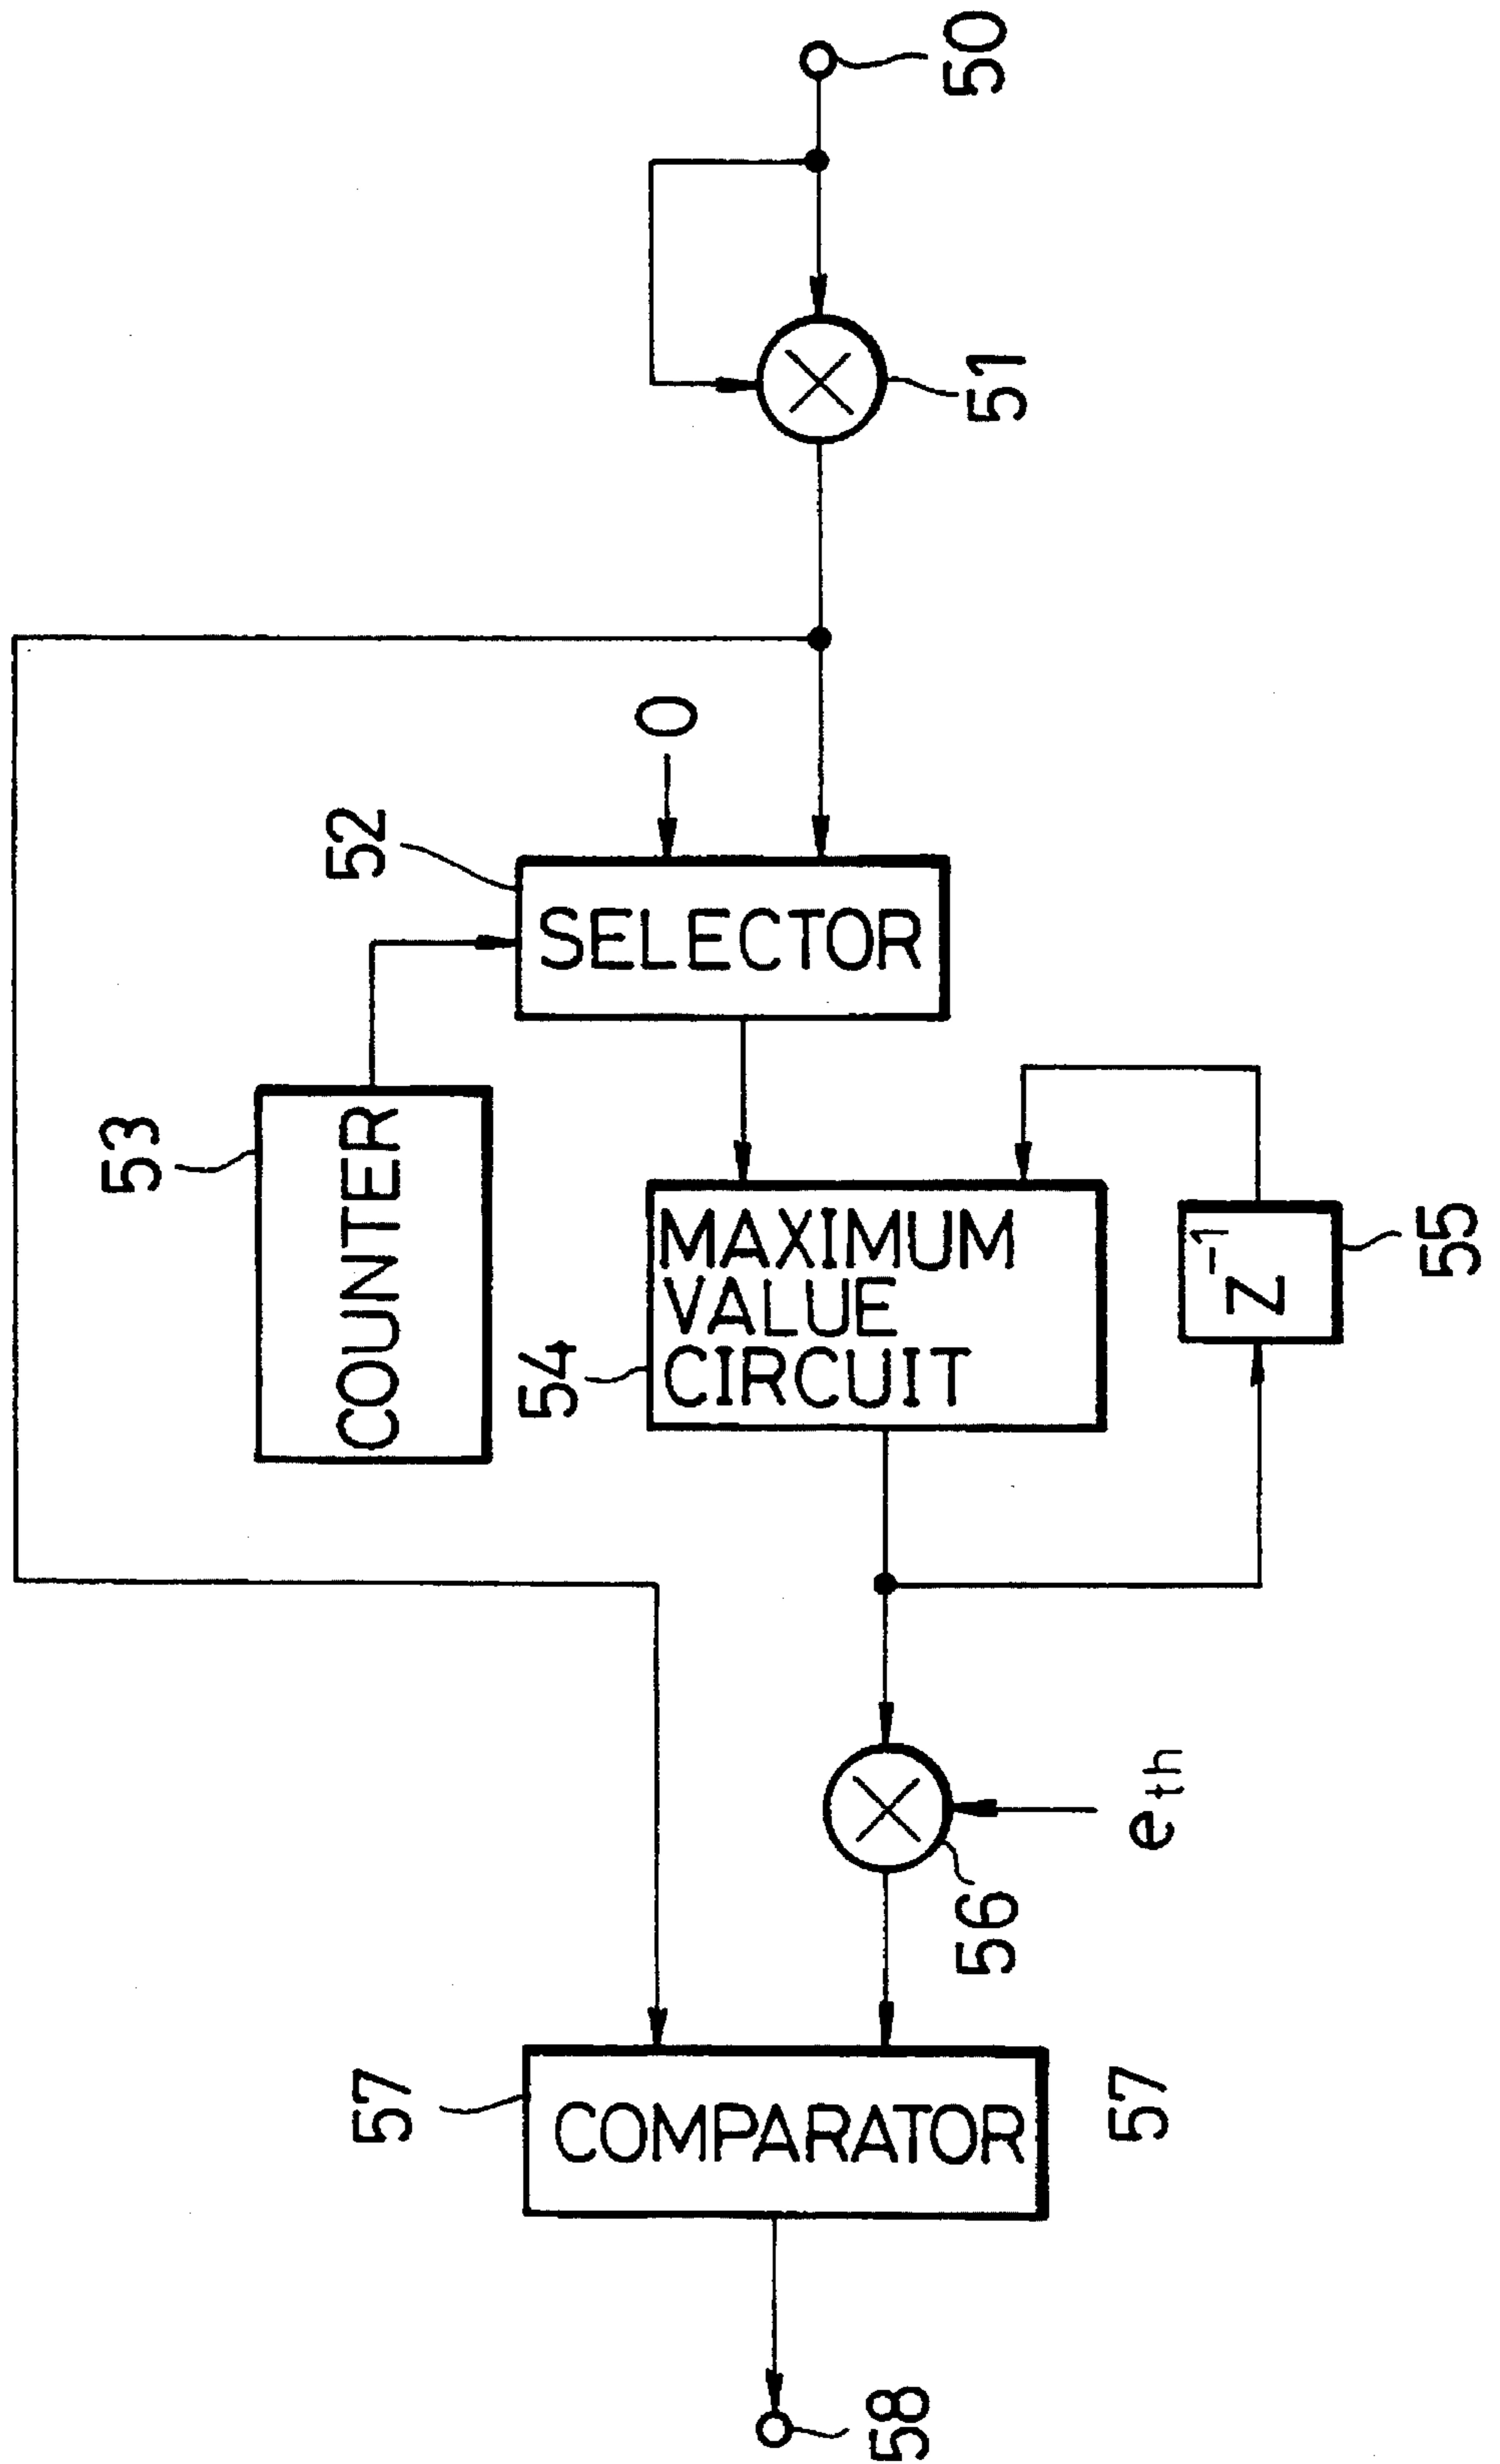 50
51
0
52
SELECTOR
53
COUNTER
54
MAXIMUM
VALUE
CIRCUIT
Z⁻¹
55
eth
56
57
COMPARATOR
57
58